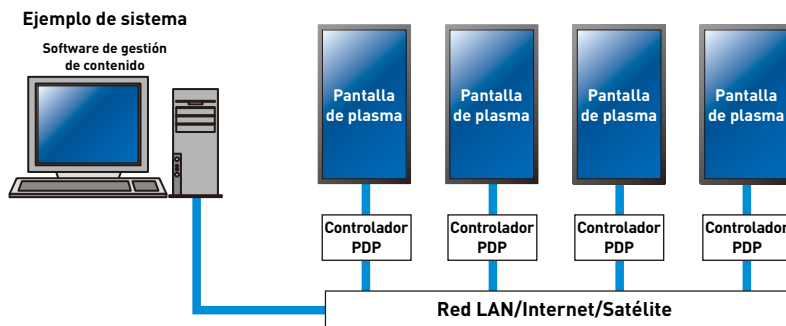 Ejemplo de sistema
Software de gestión
de contenido
Pantalla
de plasma
Pantalla
de plasma
Pantalla
de plasma
Pantalla
de plasma
Controlador
PDP
Controlador
PDP
Controlador
PDP
Controlador
PDP
Red LAN/Internet/Satélite